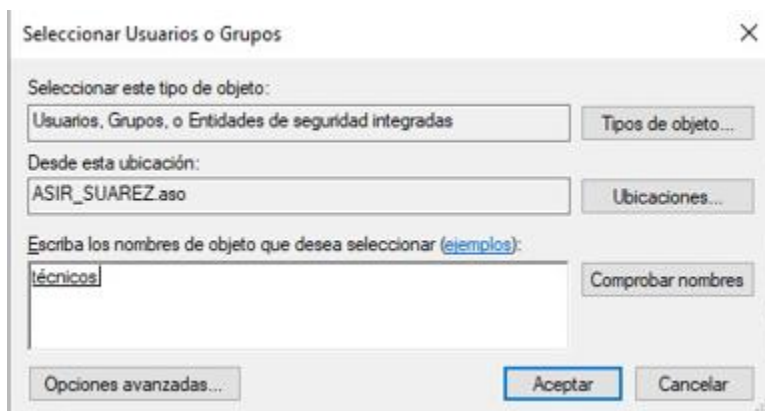 Seleccionar Usuarios o Grupos
Seleccionar este tipo de objeto:
Usuarios, Grupos, o Entidades de seguridad integradas
Tipos de objeto...
Desde esta ubicación:
ASIR_SUAREZ.aso
Ubicaciones...
Escriba los nombres de objeto que desea seleccionar (ejemplos):
técnicos
Comprobar nombres
Opciones avanzadas...
Aceptar
Cancelar